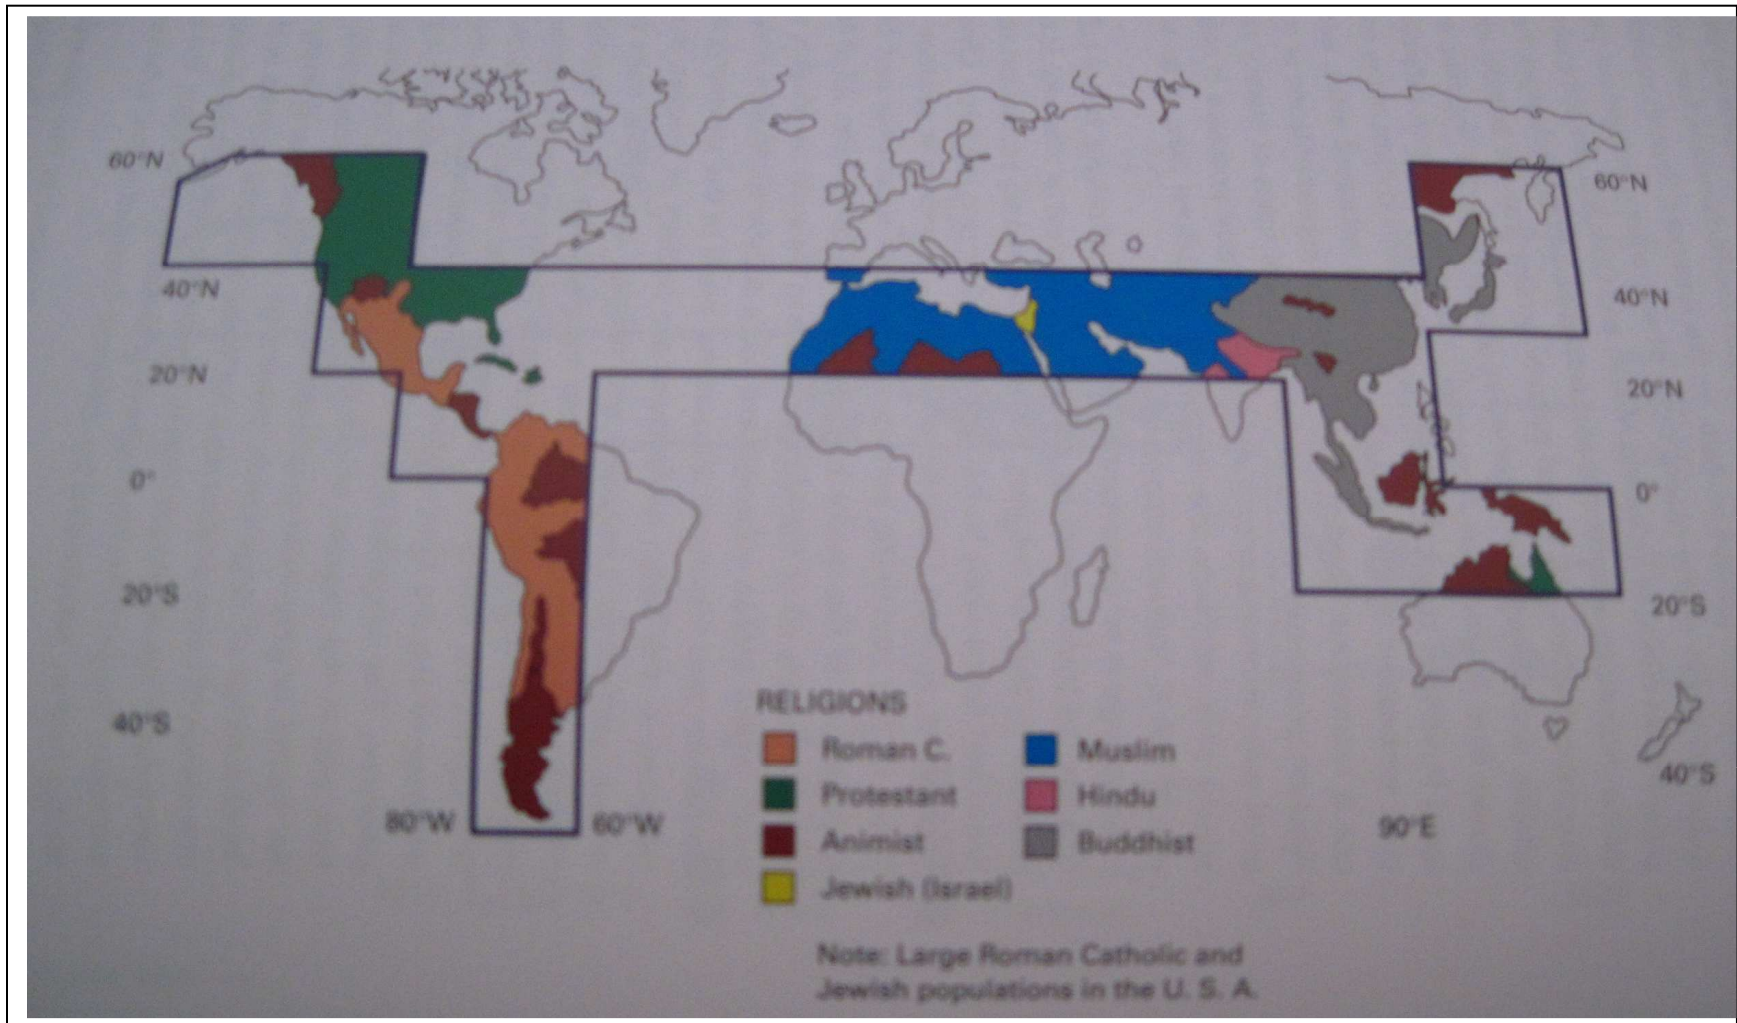 60°N
60°N
40°N
40°N
20°N
20°N
0°
0°
20°S
20°S
40°S
40°S
80°W
60°W
90°E
RELIGIONS
Roman C.
Muslim
Protestant
Hindu
Animist
Buddhist
Jewish (Israel)
Note: Large Roman Catholic and
Jewish populations in the U. S. A.